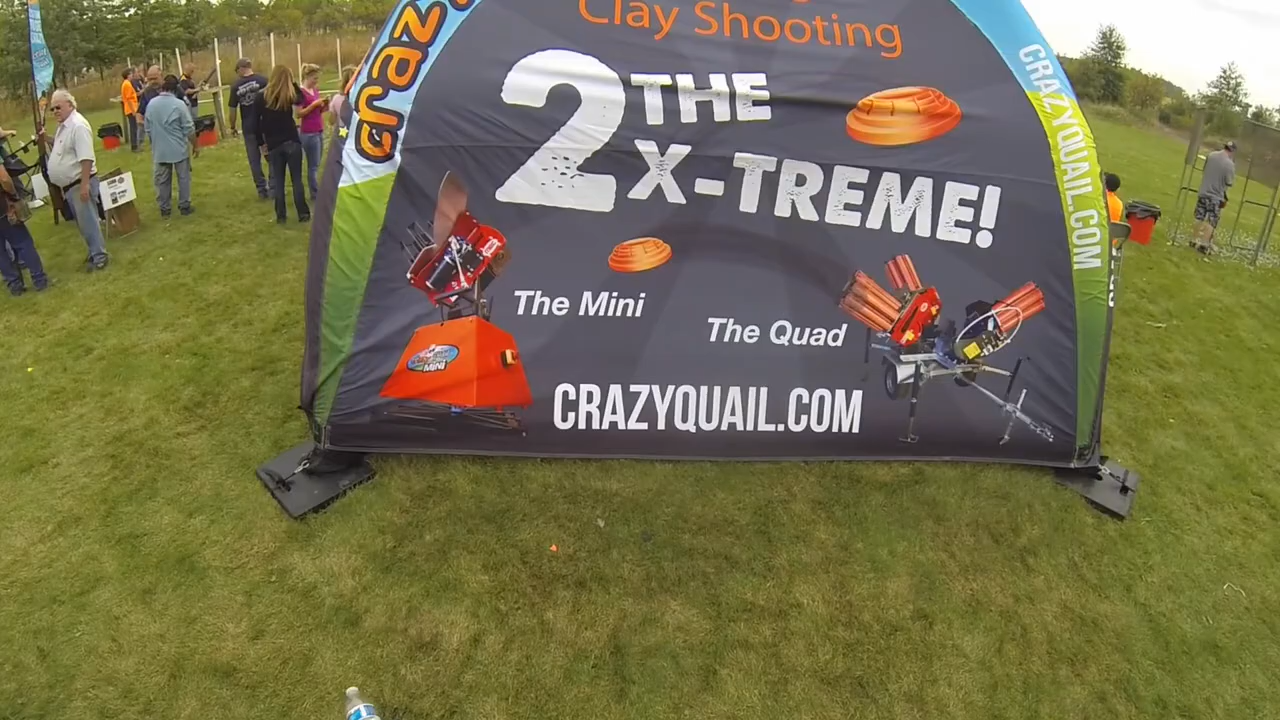 Clay Shooting
2 THE
X-TREME!
The Mini
The Quad
MINI
CRAZYQUAIL.COM
CRAZYQUAIL.COM